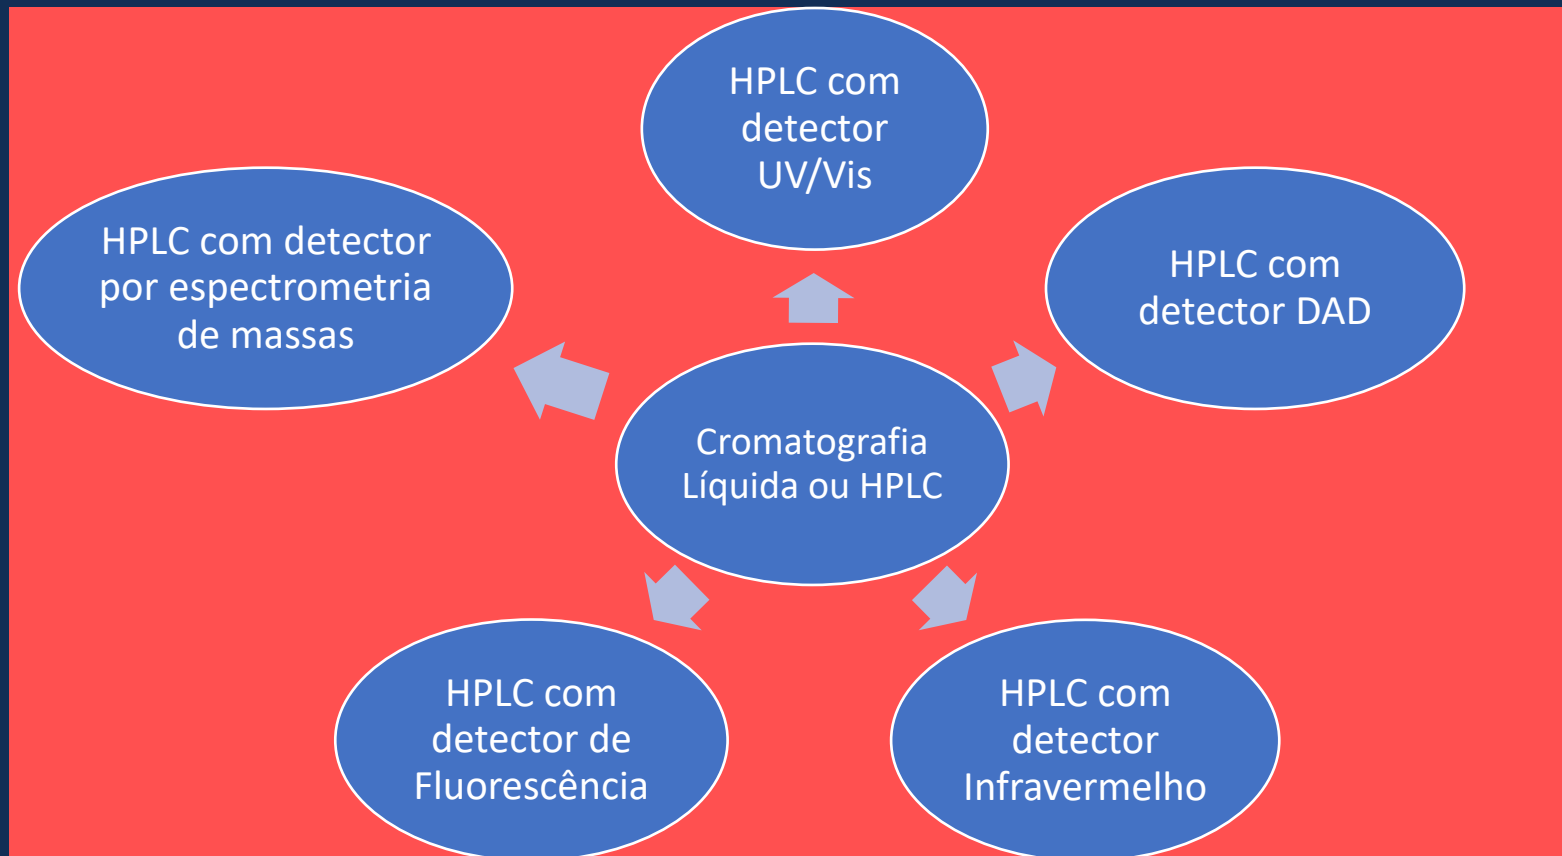 HPLC com
detector
UV/Vis
HPLC com detector
por espectrometria
de massas
HPLC com
detector DAD
Cromatografia
Líquida ou HPLC
HPLC com
detector de
Fluorescência
HPLC com
detector
Infravermelho